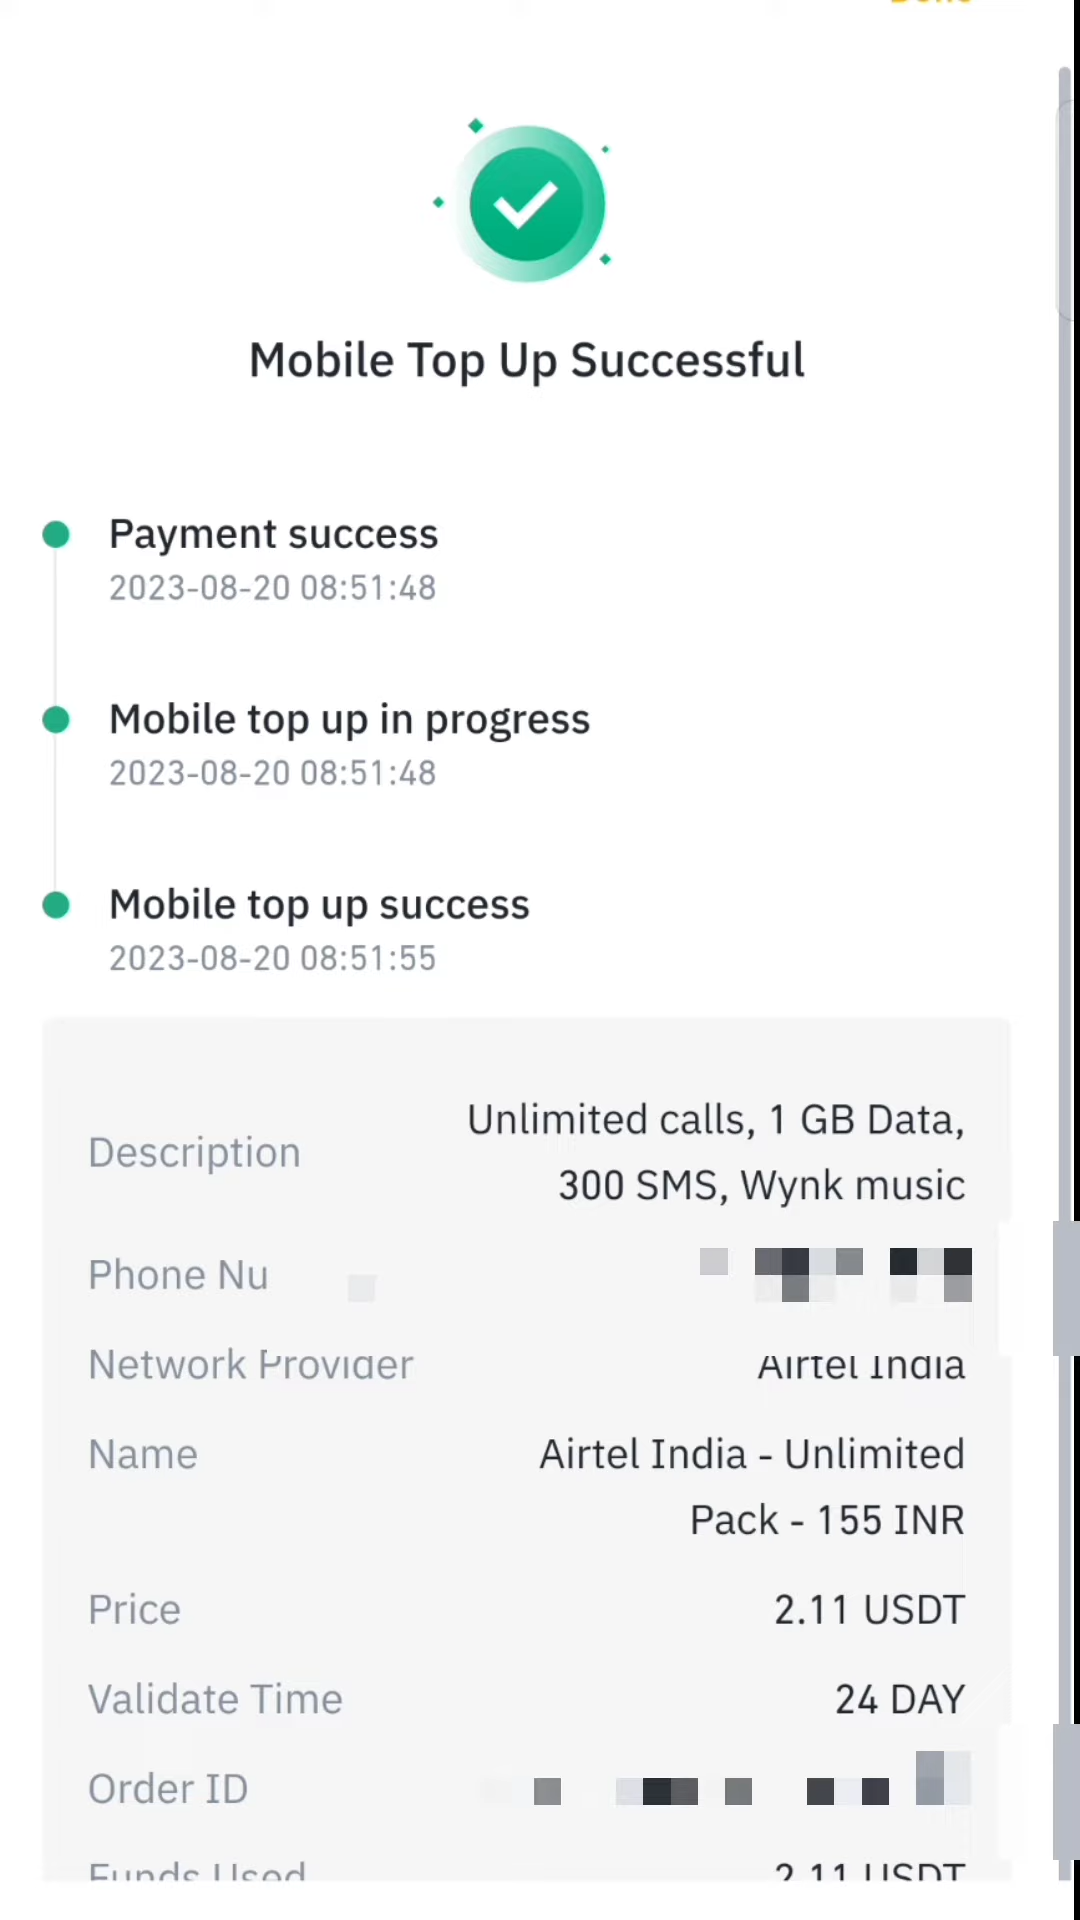 Mobile Top Up Successful
Payment success
2023-08-20 08:51:48
Mobile top up in progress
2023-08-20 08:51:48
Mobile top up success
2023-08-20 08:51:55
Description
Unlimited calls, 1 GB Data,
300 SMS, Wynk music
Phone Nu
Network Provider
Airtel India
Name
Airtel India - Unlimited
Pack - 155 INR
Price
2.11 USDT
Validate Time
24 DAY
Order ID
Funds Used
2.11 USDT